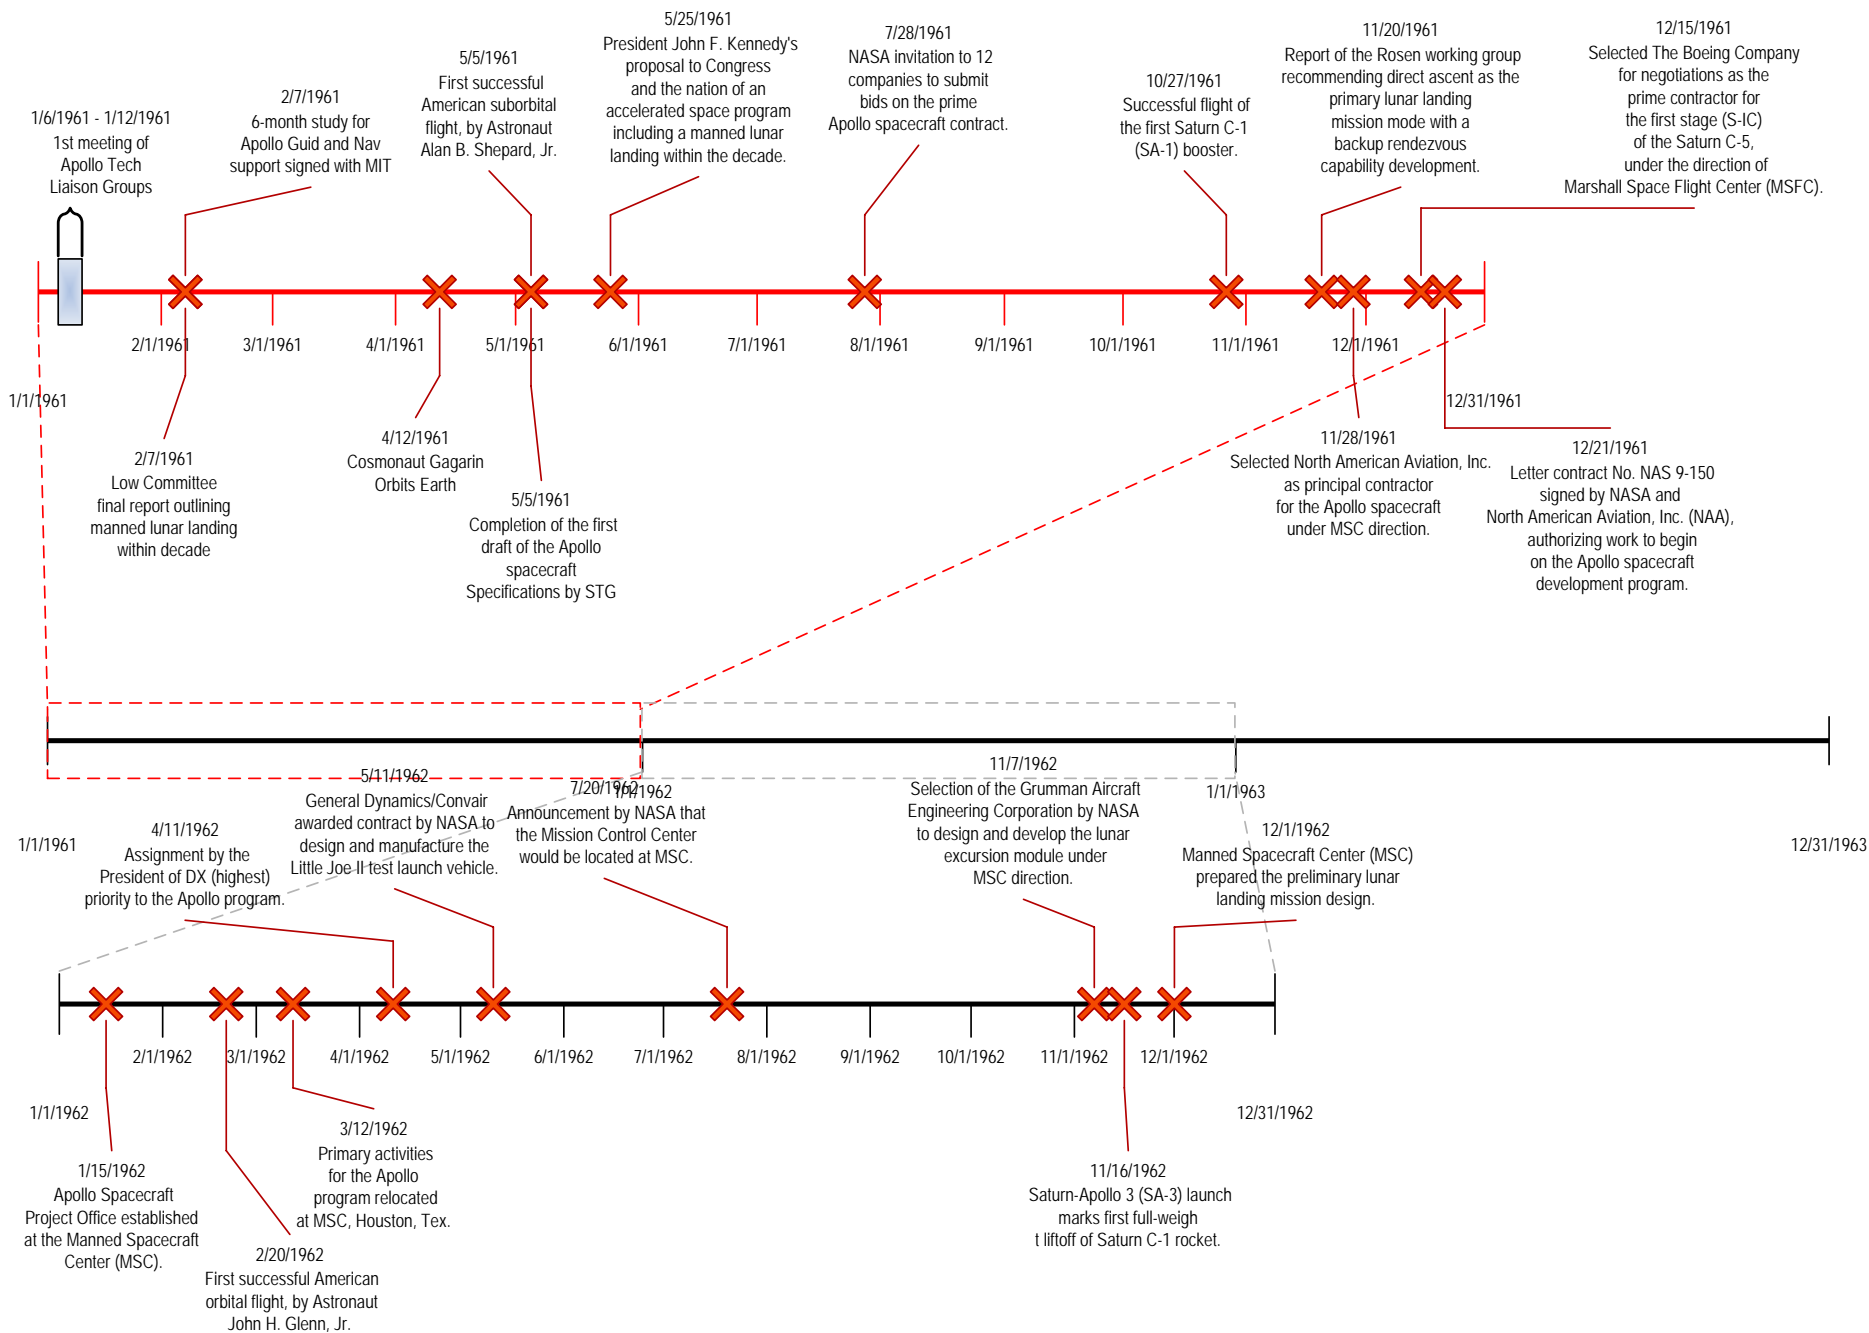 1/6/1961 - 1/12/1961
1st meeting of
Apollo Tech
Liaison Groups
2/7/1961
6-month study for
Apollo Guid and Nav
support signed with MIT
5/5/1961
First successful
American suborbital
flight, by Astronaut
Alan B. Shepard, Jr.
5/25/1961
President John F. Kennedy's
proposal to Congress
and the nation of an
accelerated space program
including a manned lunar
landing within the decade.
7/28/1961
NASA invitation to 12
companies to submit
bids on the prime
Apollo spacecraft contract.
10/27/1961
Successful flight of
the first Saturn C-1
(SA-1) booster.
11/20/1961
Report of the Rosen working group
recommending direct ascent as the
primary lunar landing
mission mode with a
backup rendezvous
capability development.
12/15/1961
Selected The Boeing Company
for negotiations as the
prime contractor for
the first stage (S-IC)
of the Saturn C-5,
under the direction of
Marshall Space Flight Center (MSFC).
2/1/1961
3/1/1961
4/1/1961
5/1/1961
6/1/1961
7/1/1961
8/1/1961
9/1/1961
10/1/1961
11/1/1961
12/1/1961
1/1/1961
12/31/1961
2/7/1961
Low Committee
final report outlining
manned lunar landing
within decade
4/12/1961
Cosmonaut Gagarin
Orbits Earth
5/5/1961
Completion of the first
draft of the Apollo
spacecraft
Specifications by STG
11/28/1961
Selected North American Aviation, Inc.
as principal contractor
for the Apollo spacecraft
under MSC direction.
12/21/1961
Letter contract No. NAS 9-150
signed by NASA and
North American Aviation, Inc. (NAA),
authorizing work to begin
on the Apollo spacecraft
development program.
1/1/1961
1/1/1962
1/1/1963
12/31/1963
4/11/1962
Assignment by the
President of DX (highest)
priority to the Apollo program.
5/11/1962
General Dynamics/Convair
awarded contract by NASA to
design and manufacture the
Little Joe II test launch vehicle.
7/20/1962
Announcement by NASA that
the Mission Control Center
would be located at MSC.
11/7/1962
Selection of the Grumman Aircraft
Engineering Corporation by NASA
to design and develop the lunar
excursion module under
MSC direction.
12/1/1962
Manned Spacecraft Center (MSC)
prepared the preliminary lunar
landing mission design.
2/1/1962
3/1/1962
4/1/1962
5/1/1962
6/1/1962
7/1/1962
8/1/1962
9/1/1962
10/1/1962
11/1/1962
12/1/1962
1/1/1962
12/31/1962
1/15/1962
Apollo Spacecraft
Project Office established
at the Manned Spacecraft
Center (MSC).
2/20/1962
First successful American
orbital flight, by Astronaut
John H. Glenn, Jr.
3/12/1962
Primary activities
for the Apollo
program relocated
at MSC, Houston, Tex.
11/16/1962
Saturn-Apollo 3 (SA-3) launch
marks first full-weigh
t liftoff of Saturn C-1 rocket.